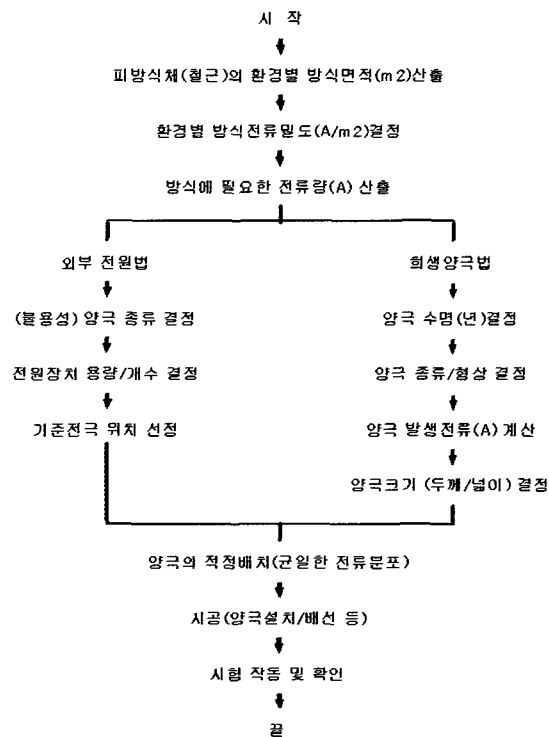 시 작
피방식체(철근)의 환경별 방식면적(m2)산출
환경별 방식전류밀도(A/m2)결정
방식에 필요한 전류량(A) 산출
외부 전원법
(불용성) 양극 종류 결정
전원장치 용량/개수 결정
기준전극 위치 선정
희생양극법
양극 수명(년)결정
양극 종류/형상 결정
양극 발생전류(A) 계산
양극크기 (두께/넓이) 결정
양극의 적정배치(균일한 전류분포)
시공(양극설치/배선 등)
시험 작동 및 확인
끝